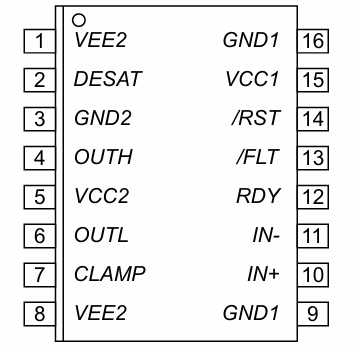 1 VEE2 GND1 16
2 DESAT VCC1 15
3 GND2 /RST 14
4 OUTH /FLT 13
5 VCC2 RDY 12
6 OUTL IN- 11
7 CLAMP IN+ 10
8 VEE2 GND1 9